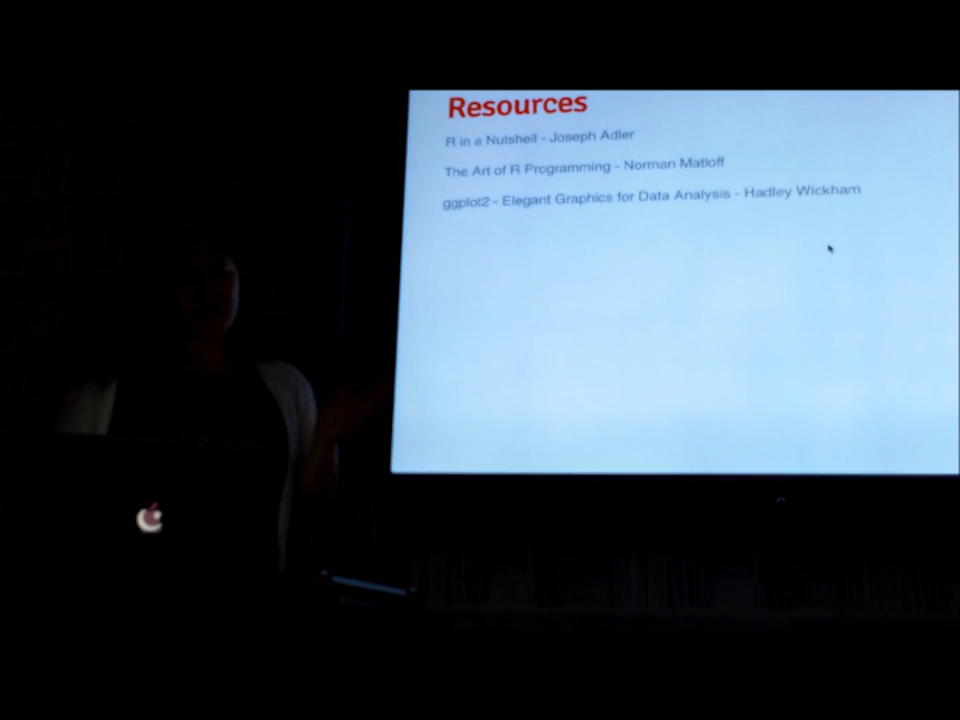 Resources
R in a Nutshell - Joseph Adler
The Art of R Programming - Norman Matloff
ggplot2 - Elegant Graphics for Data Analysis - Hadley Wickham